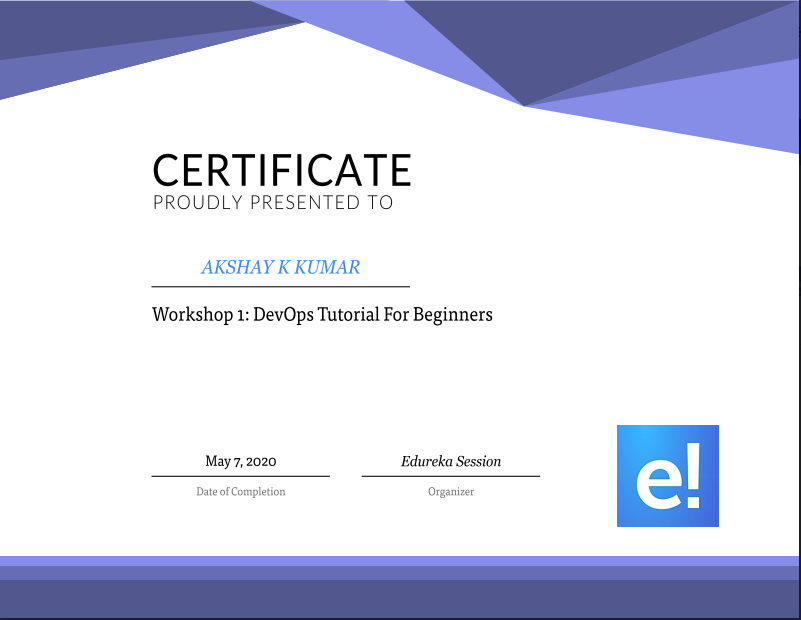 CERTIFICATE
PROUDLY PRESENTED TO
AKSHAY K KUMAR
Workshop 1: DevOps Tutorial For Beginners
May 7, 2020
Edureka Session
Date of Completion
Organizer
e!